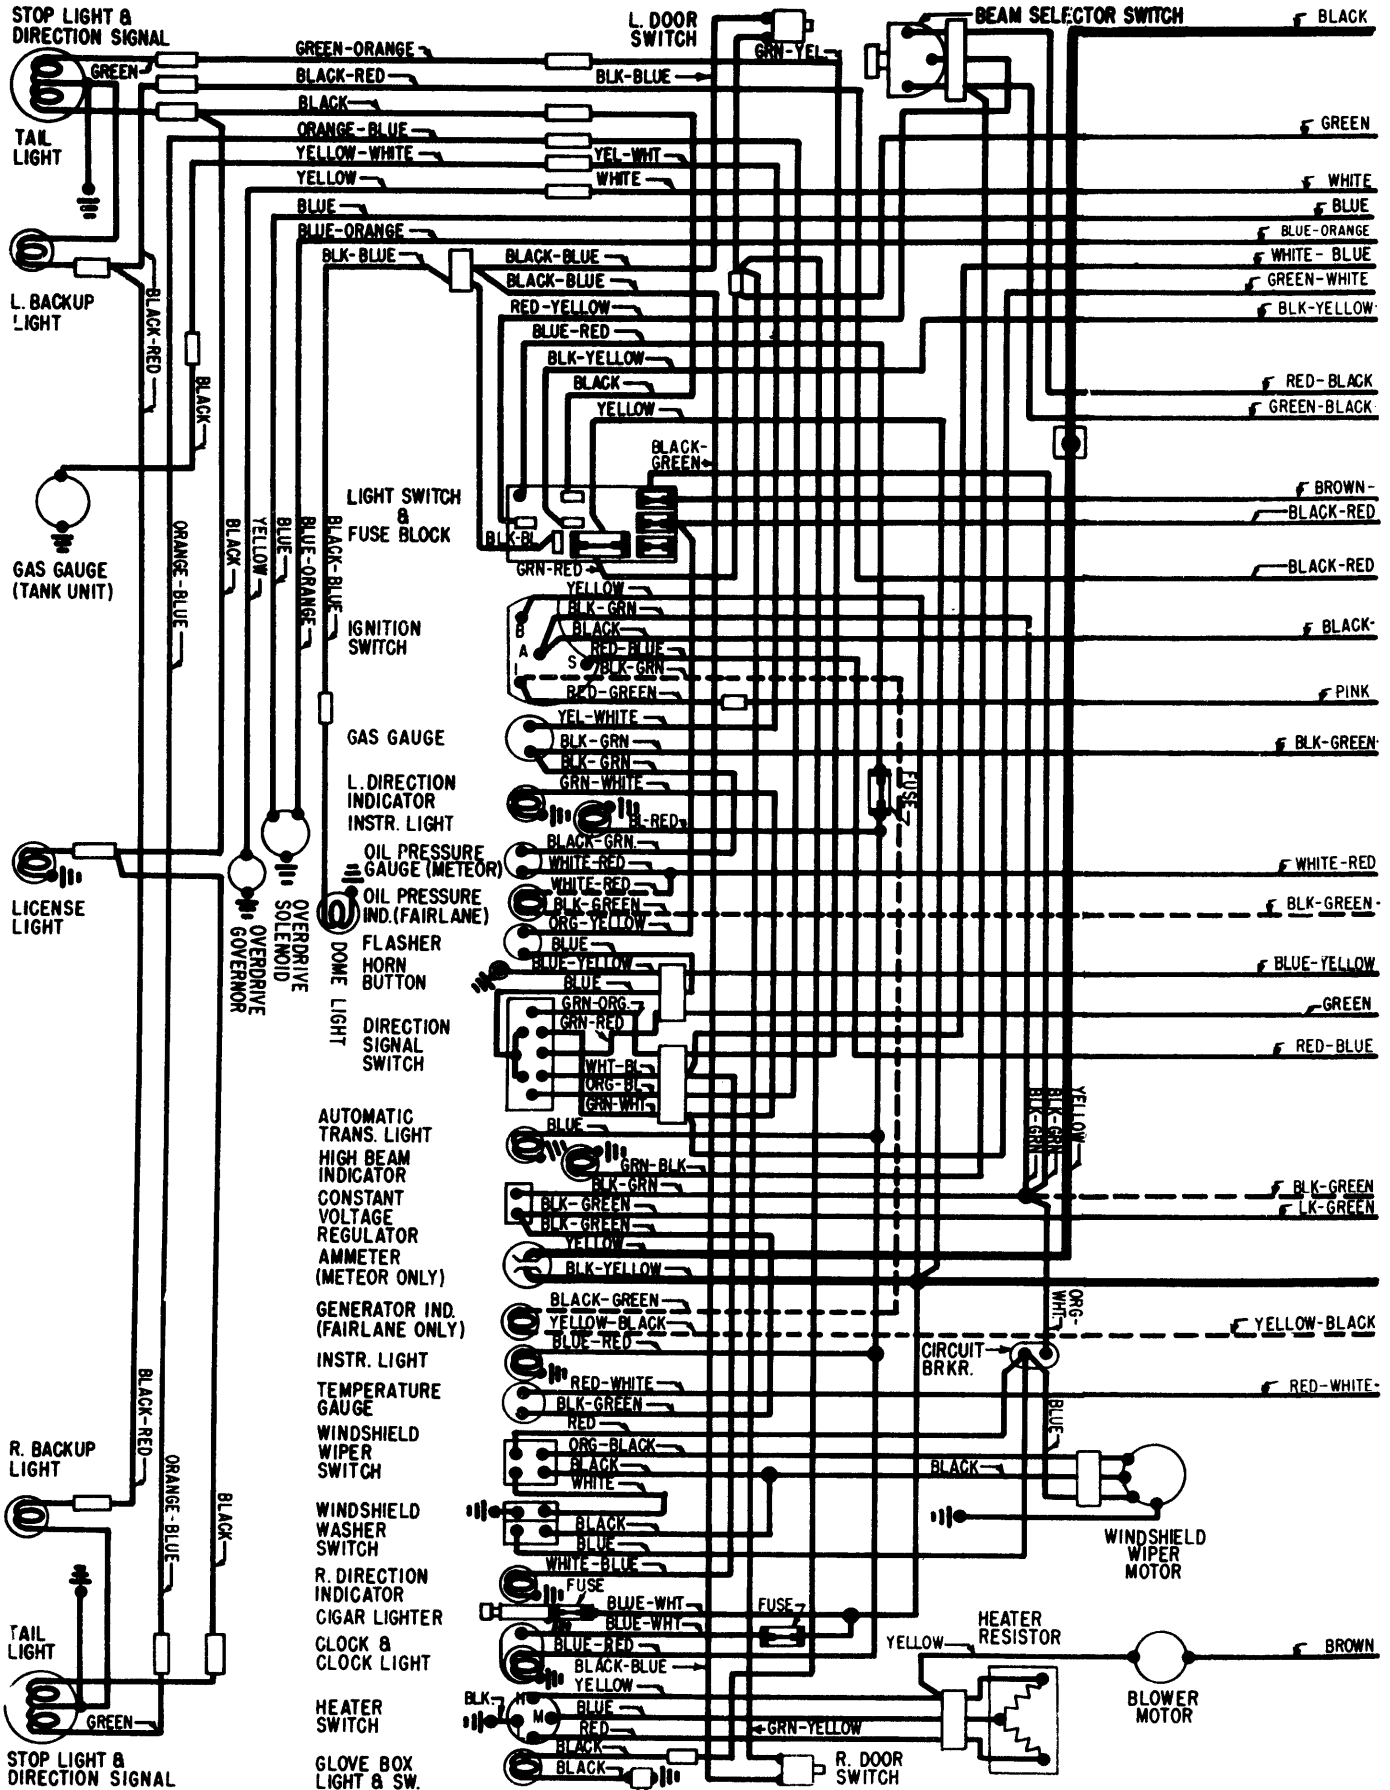 STOP LIGHT &
DIRECTION SIGNAL
GREEN
TAIL
LIGHT
L. BACKUP
LIGHT
GAS GAUGE
(TANK UNIT)
LICENSE
LIGHT
R. BACKUP
LIGHT
TAIL
LIGHT
GREEN
STOP LIGHT &
DIRECTION SIGNAL
BLACK-RED
BLACK
ORANGE-BLUE
BLACK
YELLOW
BLUE
BLUE-ORANGE
BLACK-BLUE
BLACK-RED
ORANGE-BLUE
BLACK
OVERDRIVE
GOVERNOR
OVERDRIVE
SOLENOID
DOME LIGHT
GREEN-ORANGE
BLACK-RED
BLACK
ORANGE-BLUE
YELLOW-WHITE
YELLOW
BLUE
BLUE-ORANGE
BLK-BLUE
YEL-WHT
WHITE
L. DOOR
SWITCH
BLK-BLUE
GRN-YEL
BEAM SELECTOR SWITCH
BLACK-BLUE
BLACK-BLUE
RED-YELLOW
BLUE-RED
BLK-YELLOW
BLACK
YELLOW
BLACK-
GREEN
LIGHT SWITCH
&
FUSE BLOCK
BLK-BL
GRN-RED
IGNITION
SWITCH
B
A
I
S
YELLOW
BLK-GRN
BLACK
RED-BLUE
BLK-GRN
RED-GREEN
GAS GAUGE
YEL-WHITE
BLK-GRN
BLK-GRN
L. DIRECTION
INDICATOR
GRN-WHITE
INSTR. LIGHT
BL-RED
FUSE
OIL PRESSURE
GAUGE (METEOR)
BLACK-GRN.
WHITE-RED
OIL PRESSURE
IND.(FAIRLANE)
WHITE-RED
BLK-GREEN
FLASHER
ORG-YELLOW
BLUE
HORN
BUTTON
BLUE-YELLOW
BLUE
DIRECTION
SIGNAL
SWITCH
GRN-ORG.
GRN-RED
WHT-BL
ORG-BL
GRN-WHT
AUTOMATIC
TRANS. LIGHT
BLUE
HIGH BEAM
INDICATOR
GRN-BLK
CONSTANT
VOLTAGE
REGULATOR
BLK-GRN
BLK-GREEN
BLK-GREEN
AMMETER
(METEOR ONLY)
YELLOW
BLK-YELLOW
GENERATOR IND.
(FAIRLANE ONLY)
BLACK-GREEN
YELLOW-BLACK
INSTR. LIGHT
BLUE-RED
TEMPERATURE
GAUGE
RED-WHITE
BLK-GREEN
WINDSHIELD
WIPER
SWITCH
RED
ORG-BLACK
BLACK
WHITE
WINDSHIELD
WASHER
SWITCH
BLACK
BLUE
R. DIRECTION
INDICATOR
WHITE-BLUE
CIGAR LIGHTER
FUSE
BLUE-WHT
BLUE-WHT
FUSE
CLOCK &
CLOCK LIGHT
BLUE-RED
BLACK-BLUE
HEATER
SWITCH
BLK.
H
M
YELLOW
BLUE
RED
GRN-YELLOW
GLOVE BOX
LIGHT & SW.
BLACK
BLACK
R. DOOR
SWITCH
BLK-GRN
BLK-GRN
YELLOW
ORG-
WHT
CIRCUIT
BRKR.
BLUE
BLACK
WINDSHIELD
WIPER
MOTOR
HEATER
RESISTOR
YELLOW
BLOWER
MOTOR
BLACK
GREEN
WHITE
BLUE
BLUE-ORANGE
WHITE-BLUE
GREEN-WHITE
BLK-YELLOW
RED-BLACK
GREEN-BLACK
BROWN-
BLACK-RED
BLACK-RED
BLACK-
PINK
BLK-GREEN
WHITE-RED
BLK-GREEN-
BLUE-YELLOW
GREEN
RED-BLUE
BLK-GREEN
LK-GREEN
YELLOW-BLACK
RED-WHITE-
BROWN